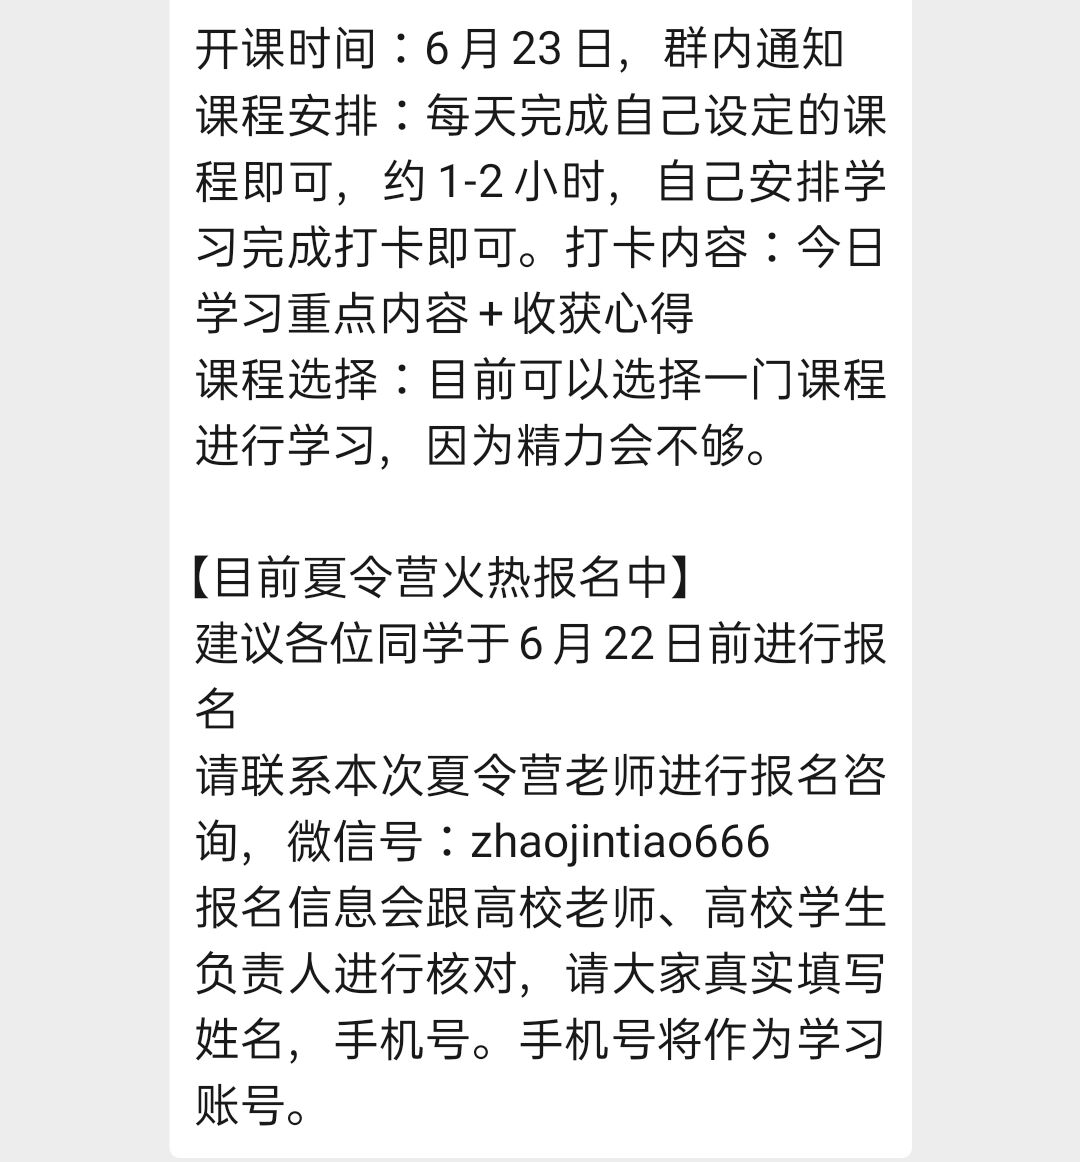 开课时间：6月23日，群内通知
课程安排：每天完成自己设定的课
程即可，约1-2小时，自己安排学
习完成打卡即可。打卡内容：今日
学习重点内容+收获心得
课程选择：目前可以选择一门课程
进行学习，因为精力会不够。
【目前夏令营火热报名中】
建议各位同学于6月22日前进行报
名
请联系本次夏令营老师进行报名咨
询，微信号：zhaojintiao666
报名信息会跟高校老师、高校学生
负责人进行核对，请大家真实填写
姓名，手机号。手机号将作为学习
账号。